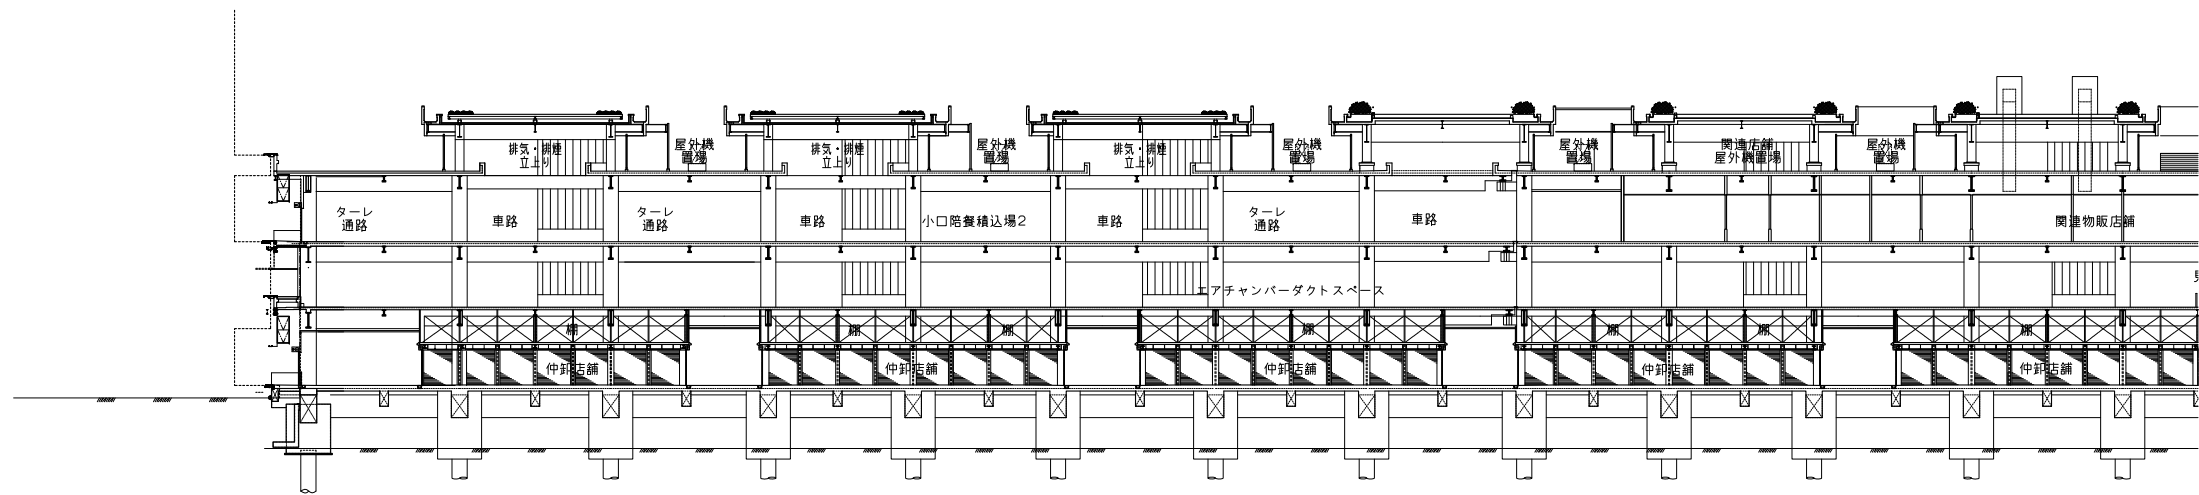 屋外機
置場
屋外機
置場
屋外機
置場
屋外機
置場
関連店舗
屋外機置場
屋外機
置場
排気・排煙
立上り
排気・排煙
立上り
排気・排煙
立上り
ターレ
通路
車路
ターレ
通路
車路
小口陪養積込場2
車路
ターレ
通路
車路
関連物販店舗
エアチャンバーダクトスペース
棚
棚
棚
棚
棚
棚
棚
棚
仲卸店舗
仲卸店舗
仲卸店舗
仲卸店舗
仲卸店舗